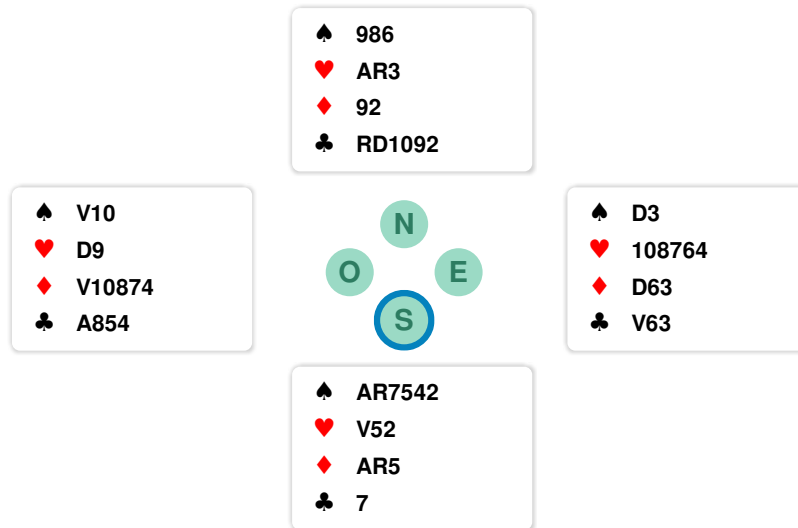 ♠ 986
♥ AR3
♦ 92
♣ RD1092
♠ V10
♥ D9
♦ V10874
♣ A854
N
O E
S
♠ D3
♥ 108764
♦ D63
♣ V63
♠ AR7542
♥ V52
♦ AR5
♣ 7